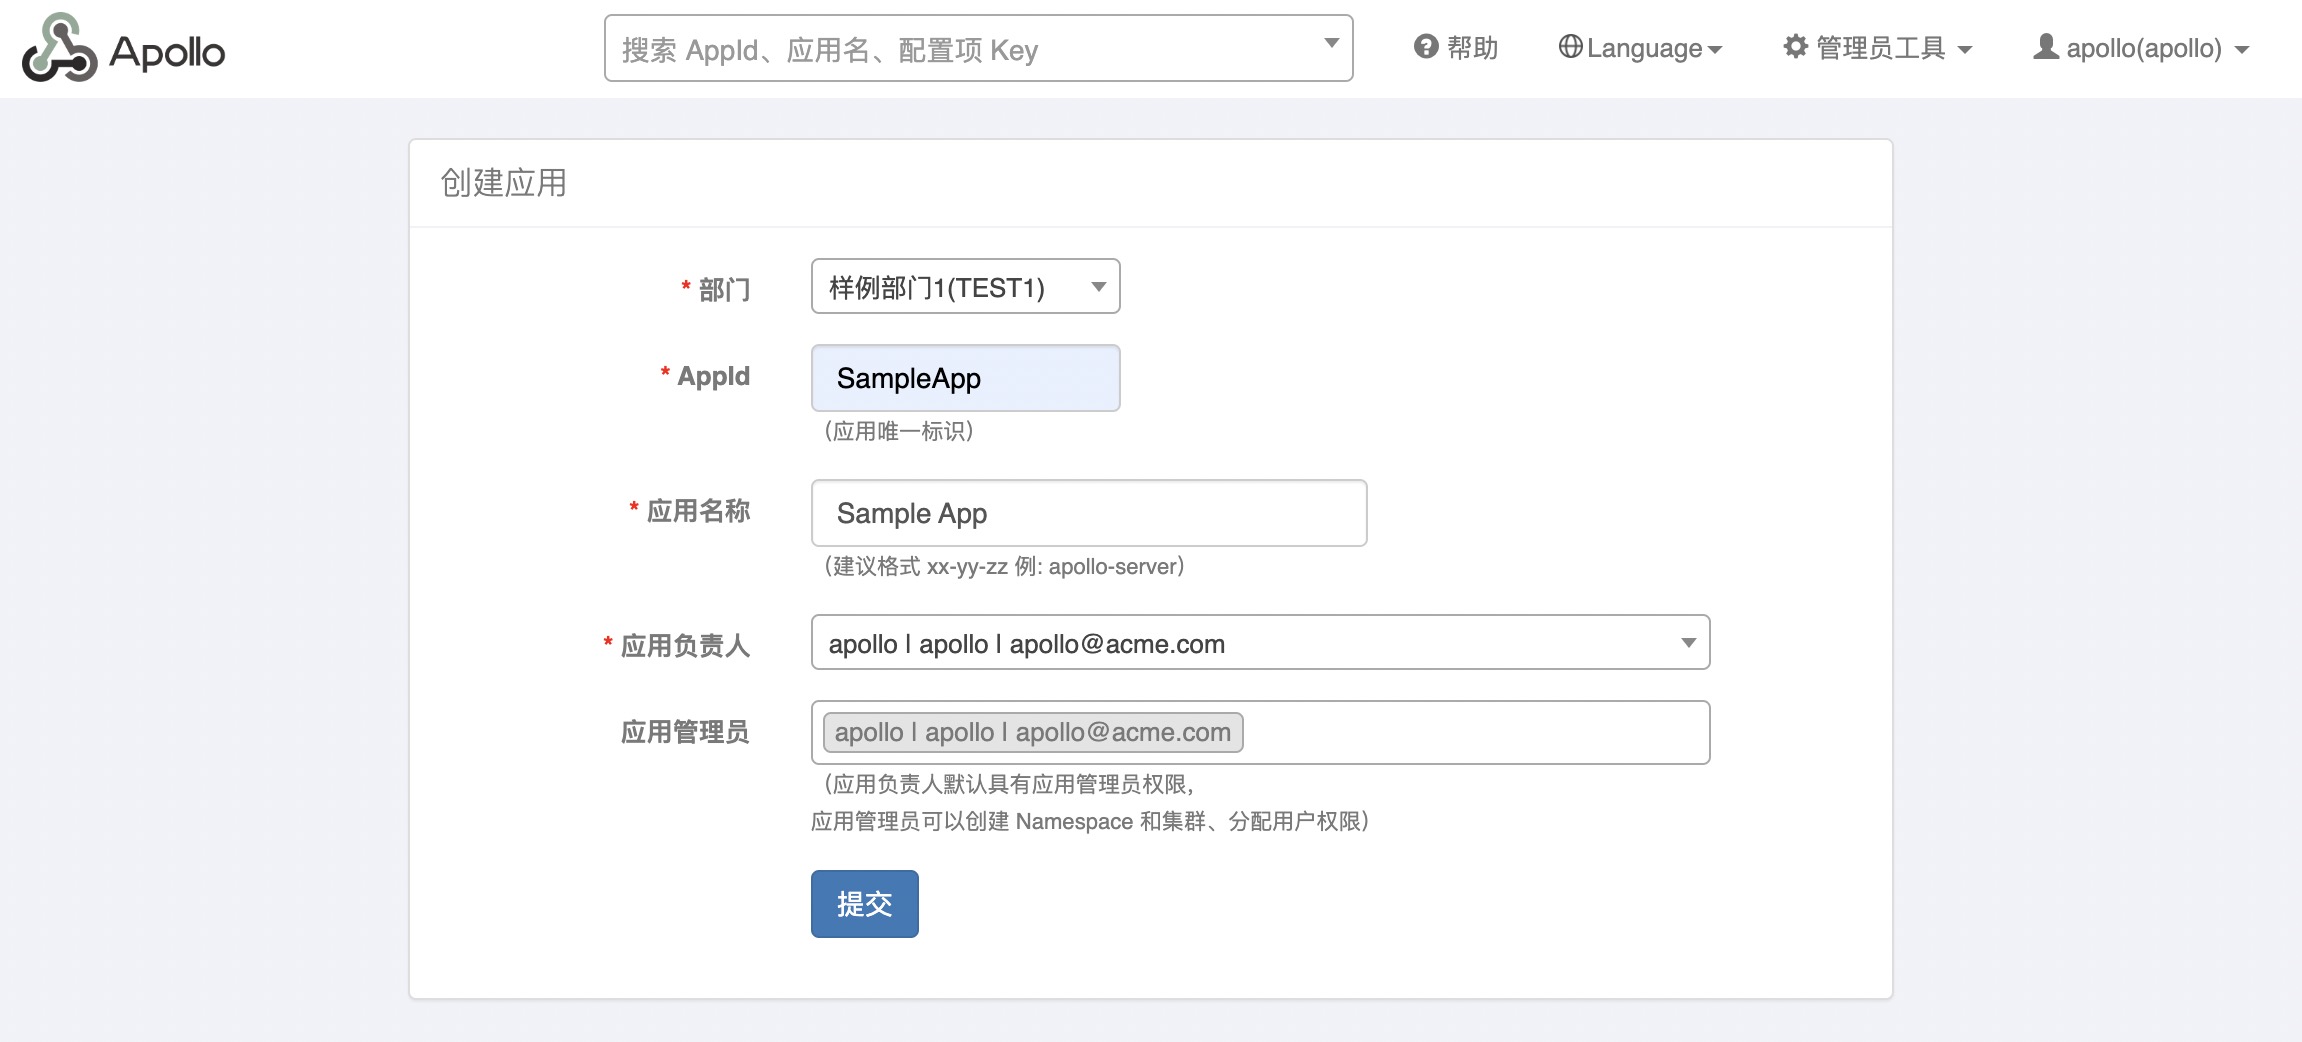 Apollo
搜索 AppId、应用名、配置项 Key
帮助
Language
管理员工具
apollo(apollo)
创建应用
* 部门
样例部门1(TEST1)
* AppId
SampleApp
(应用唯一标识)
* 应用名称
Sample App
(建议格式 xx-yy-zz 例: apollo-server)
* 应用负责人
apollo | apollo | apollo@acme.com
应用管理员
apollo | apollo | apollo@acme.com
(应用负责人默认具有应用管理员权限,
应用管理员可以创建 Namespace 和集群、分配用户权限)
提交